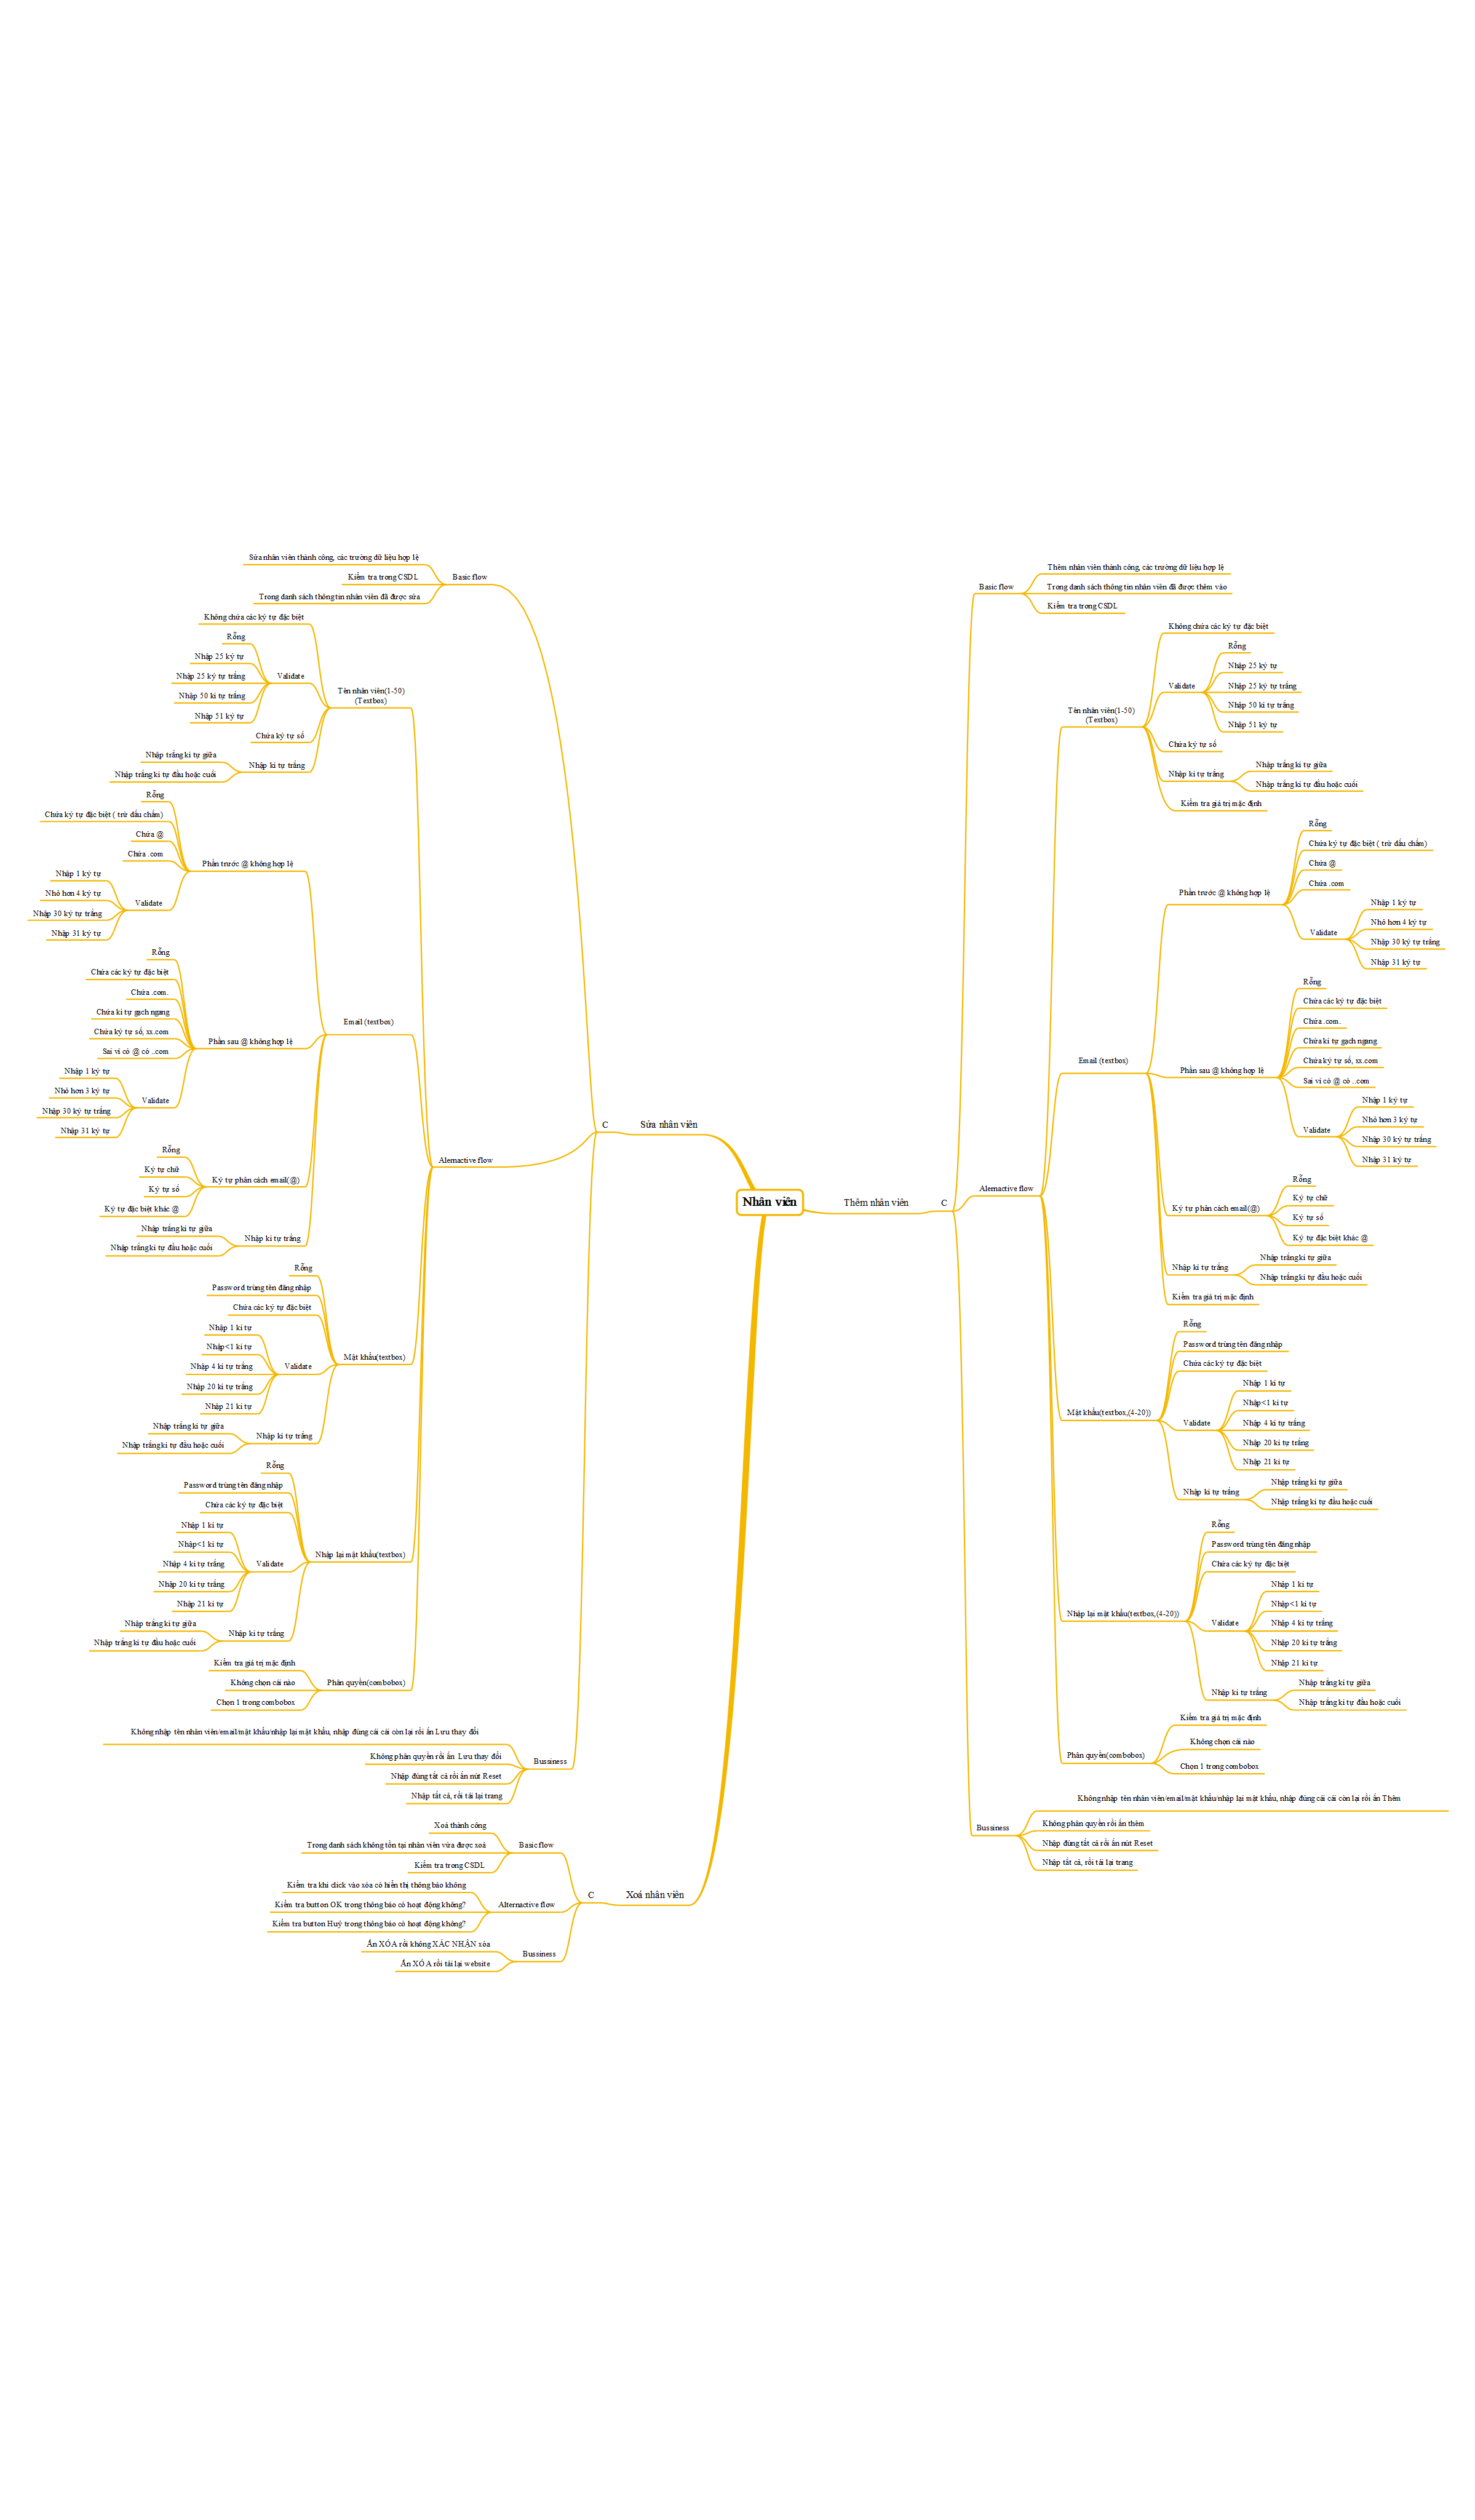 Nhân viên
Thêm nhân viên
C
Basic flow
Thêm nhân viên thành công, các trường dữ liệu hợp lệ
Trong danh sách thông tin nhân viên đã được thêm vào
Kiểm tra trong CSDL
Alernactive flow
Tên nhân viên(1-50)
(Textbox)
Không chứa các ký tự đặc biệt
Validate
Rỗng
Nhập 25 ký tự
Nhập 25 ký tự trắng
Nhập 50 kí tự trắng
Nhập 51 ký tự
Chứa ký tự số
Nhập kí tự trắng
Nhập trắng kí tự giữa
Nhập trắng kí tự đầu hoặc cuối
Kiểm tra giá trị mặc định
Email (textbox)
Phần trước @ không hợp lệ
Rỗng
Chứa ký tự đặc biệt ( trừ dấu chấm)
Chứa @
Chứa .com
Validate
Nhập 1 ký tự
Nhỏ hơn 4 ký tự
Nhập 30 ký tự trắng
Nhập 31 ký tự
Phần sau @ không hợp lệ
Rỗng
Chứa các ký tự đặc biệt
Chứa .com.
Chứa kí tự gạch ngang
Chứa ký tự số, xx.com
Sai vì có @ có ..com
Validate
Nhập 1 ký tự
Nhỏ hơn 3 ký tự
Nhập 30 ký tự trắng
Nhập 31 ký tự
Ký tự phân cách email(@)
Rỗng
Ký tự chữ
Ký tự số
Ký tự đặc biệt khác @
Nhập kí tự trắng
Nhập trắng kí tự giữa
Nhập trắng kí tự đầu hoặc cuối
Kiểm tra giá trị mặc định
Mật khẩu(textbox,(4-20))
Rỗng
Password trùng tên đăng nhập
Chứa các ký tự đặc biệt
Validate
Nhập 1 kí tự
Nhập<1 kí tự
Nhập 4 kí tự trắng
Nhập 20 kí tự trắng
Nhập 21 kí tự
Nhập kí tự trắng
Nhập trắng kí tự giữa
Nhập trắng kí tự đầu hoặc cuối
Nhập lại mật khẩu(textbox,(4-20))
Rỗng
Password trùng tên đăng nhập
Chứa các ký tự đặc biệt
Validate
Nhập 1 kí tự
Nhập<1 kí tự
Nhập 4 kí tự trắng
Nhập 20 kí tự trắng
Nhập 21 kí tự
Nhập kí tự trắng
Nhập trắng kí tự giữa
Nhập trắng kí tự đầu hoặc cuối
Phân quyền(combobox)
Kiểm tra giá trị mặc định
Không chọn cái nào
Chọn 1 trong combobox
Bussiness
Không nhập tên nhân viên/email/mật khẩu/nhập lại mật khẩu, nhập đúng cái cái còn lại rồi ấn Thêm
Không phân quyền rồi ấn thêm
Nhập đúng tất cả rồi ấn nút Reset
Nhập tất cả, rồi tải lại trang
Sửa nhân viên
C
Basic flow
Sửa nhân viên thành công, các trường dữ liệu hợp lệ
Kiểm tra trong CSDL
Trong danh sách thông tin nhân viên đã được sửa
Alernactive flow
Tên nhân viên(1-50)
(Textbox)
Không chứa các ký tự đặc biệt
Validate
Rỗng
Nhập 25 ký tự
Nhập 25 ký tự trắng
Nhập 50 kí tự trắng
Nhập 51 ký tự
Chứa ký tự số
Nhập kí tự trắng
Nhập trắng kí tự giữa
Nhập trắng kí tự đầu hoặc cuối
Email (textbox)
Phần trước @ không hợp lệ
Rỗng
Chứa ký tự đặc biệt ( trừ dấu chấm)
Chứa @
Chứa .com
Validate
Nhập 1 ký tự
Nhỏ hơn 4 ký tự
Nhập 30 ký tự trắng
Nhập 31 ký tự
Phần sau @ không hợp lệ
Rỗng
Chứa các ký tự đặc biệt
Chứa .com.
Chứa kí tự gạch ngang
Chứa ký tự số, xx.com
Sai vì có @ có ..com
Validate
Nhập 1 ký tự
Nhỏ hơn 3 ký tự
Nhập 30 ký tự trắng
Nhập 31 ký tự
Ký tự phân cách email(@)
Rỗng
Ký tự chữ
Ký tự số
Ký tự đặc biệt khác @
Nhập kí tự trắng
Nhập trắng kí tự giữa
Nhập trắng kí tự đầu hoặc cuối
Mật khẩu(textbox)
Rỗng
Password trùng tên đăng nhập
Chứa các ký tự đặc biệt
Validate
Nhập 1 kí tự
Nhập<1 kí tự
Nhập 4 kí tự trắng
Nhập 20 kí tự trắng
Nhập 21 kí tự
Nhập kí tự trắng
Nhập trắng kí tự giữa
Nhập trắng kí tự đầu hoặc cuối
Nhập lại mật khẩu(textbox)
Rỗng
Password trùng tên đăng nhập
Chứa các ký tự đặc biệt
Validate
Nhập 1 kí tự
Nhập<1 kí tự
Nhập 4 kí tự trắng
Nhập 20 kí tự trắng
Nhập 21 kí tự
Nhập kí tự trắng
Nhập trắng kí tự giữa
Nhập trắng kí tự đầu hoặc cuối
Phân quyền(combobox)
Kiểm tra giá trị mặc định
Không chọn cái nào
Chọn 1 trong combobox
Bussiness
Không nhập tên nhân viên/email/mật khẩu/nhập lại mật khẩu, nhập đúng cái cái còn lại rồi ấn Lưu thay đổi
Không phân quyền rồi ấn Lưu thay đổi
Nhập đúng tất cả rồi ấn nút Reset
Nhập tất cả, rồi tải lại trang
Xoá nhân viên
C
Basic flow
Xoá thành công
Trong danh sách không tồn tại nhân viên vừa được xoá
Kiểm tra trong CSDL
Alternactive flow
Kiểm tra khi click vào xóa có hiển thị thông báo không
Kiểm tra button OK trong thông báo có hoạt động không?
Kiểm tra button Huỷ trong thông báo có hoạt động không?
Bussiness
Ấn XÓA rồi không XÁC NHẬN xóa
Ấn XÓA rồi tải lại website